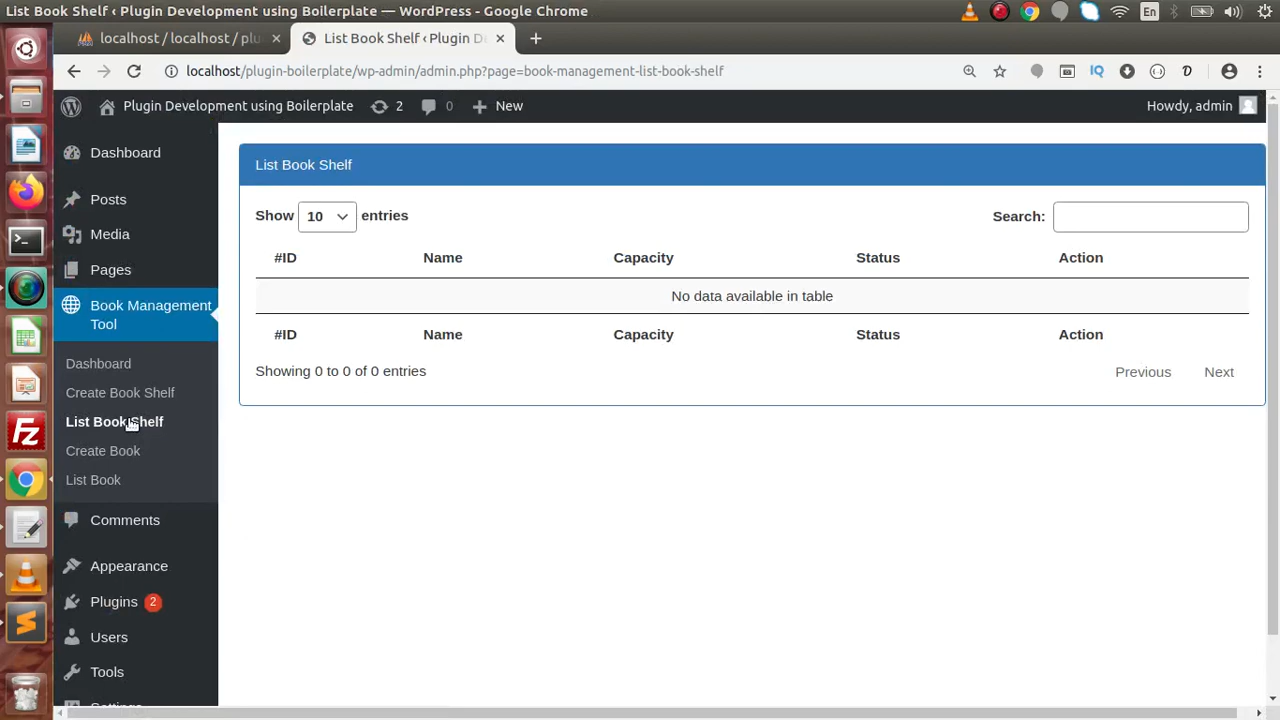 List Book Shelf ‹ Plugin Development using Boilerplate — WordPress - Google Chrome
En
localhost / localhost / plu
List Book Shelf ‹ Plugin D
localhost/plugin-boilerplate/wp-admin/admin.php?page=book-management-list-book-shelf
IQ
Plugin Development using Boilerplate
2
0
New
Howdy, admin
Dashboard
Posts
Media
Pages
Book Management
Tool
Dashboard
Create Book Shelf
List Book Shelf
Create Book
List Book
Comments
Appearance
Plugins 2
Users
Tools
Settings
List Book Shelf
Show 10 entries
Search:
#ID Name Capacity Status Action
No data available in table
#ID Name Capacity Status Action
Showing 0 to 0 of 0 entries
Previous Next